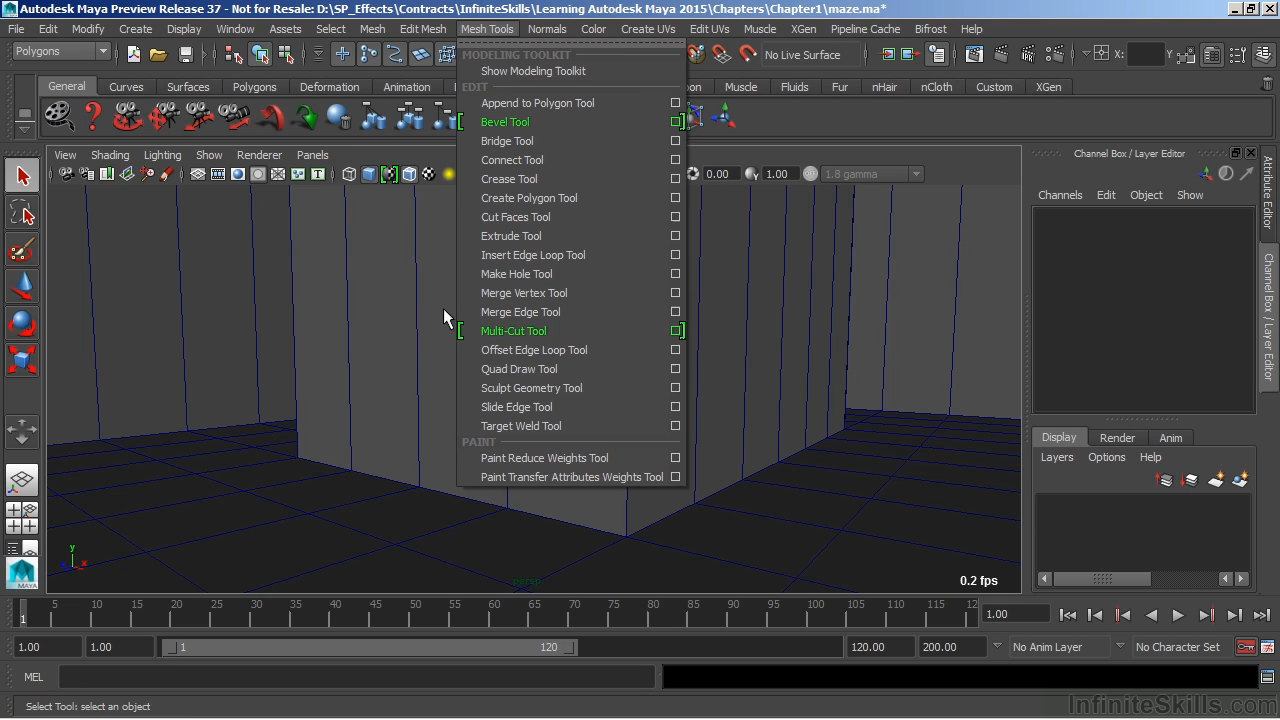 Autodesk Maya Preview Release 37 - Not for Resale: D:\SP_Effects\Contracts\InfiniteSkills\Learning Autodesk Maya 2015\Chapters\Chapter1\maze.ma*
File Edit Modify Create Display Window Assets Select Mesh Edit Mesh Mesh Tools Normals Color Create UVs Edit UVs Muscle XGen Pipeline Cache Bifrost Help
Polygons
No Live Surface
X:
General Curves Surfaces Polygons Deformation Animation Muscle Fluids Fur nHair nCloth Custom XGen
MODELING TOOLKIT
Show Modeling Toolkit
EDIT
Append to Polygon Tool
Bevel Tool
Bridge Tool
Connect Tool
Crease Tool
Create Polygon Tool
Cut Faces Tool
Extrude Tool
Insert Edge Loop Tool
Make Hole Tool
Merge Vertex Tool
Merge Edge Tool
Multi-Cut Tool
Offset Edge Loop Tool
Quad Draw Tool
Sculpt Geometry Tool
Slide Edge Tool
Target Weld Tool
PAINT
Paint Reduce Weights Tool
Paint Transfer Attributes Weights Tool
View Shading Lighting Show Renderer Panels
0.00 1.00 1.8 gamma
y
x
persp
0.2 fps
Channel Box / Layer Editor
Channels Edit Object Show
Attribute Editor
Channel Box / Layer Editor
Display Render Anim
Layers Options Help
MAYA
1 5 10 15 20 25 30 35 40 45 50 55 60 65 70 75 80 85 90 95 100 105 110 115 12
1.00
1.00 1.00 1 120 120.00 200.00 No Anim Layer No Character Set
MEL
Select Tool: select an object
InfiniteSkills.com